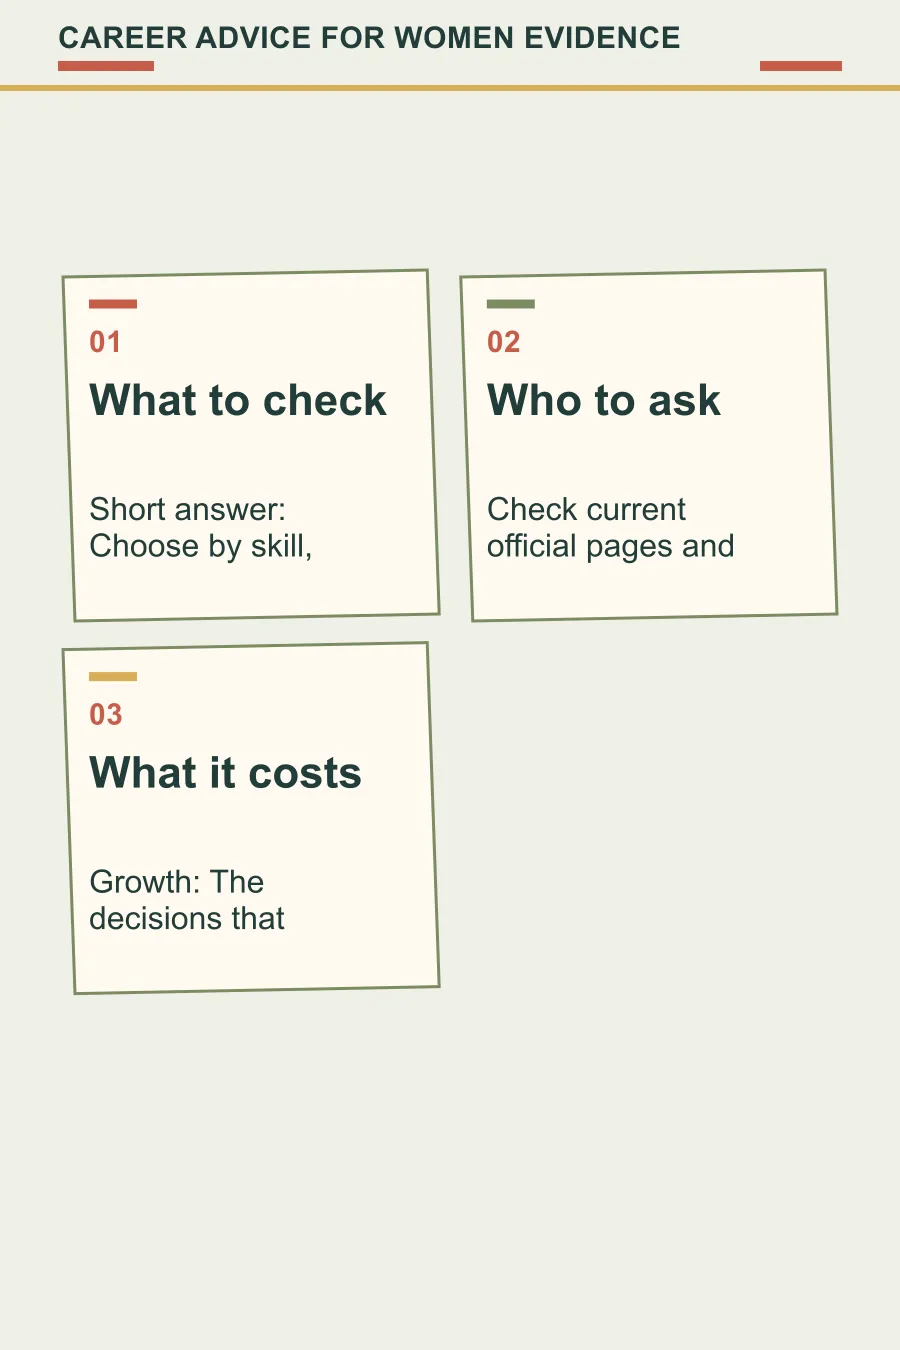 CAREER ADVICE FOR WOMEN EVIDENCE
01
What to check
Short answer:
Choose by skill,
02
Who to ask
Check current
official pages and
03
What it costs
Growth: The
decisions that